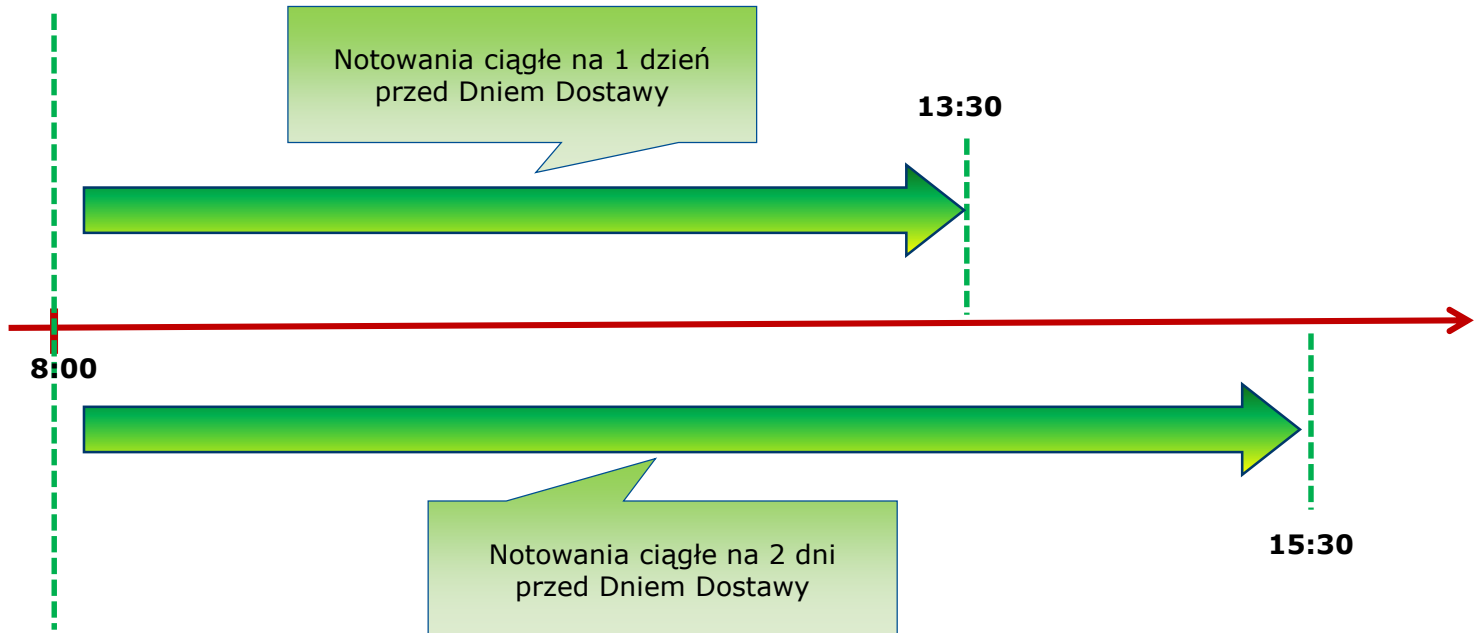 Notowania ciągłe na 1 dzień
przed Dniem Dostawy
13:30
8:00
Notowania ciągłe na 2 dni
przed Dniem Dostawy
15:30